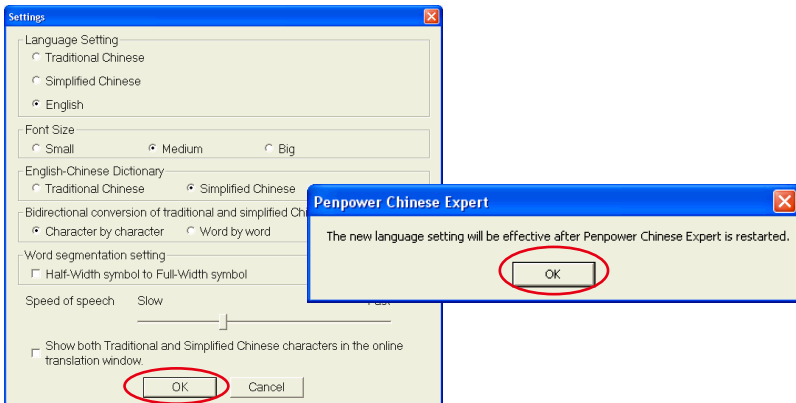 Settings
Language Setting
Traditional Chinese
Simplified Chinese
English
Font Size
Small Medium Big
English-Chinese Dictionary
Traditional Chinese Simplified Chinese
Bidirectional conversion of traditional and simplified
Character by character Word by word
Word segmentation setting
Half-Width symbol to Full-Width symbol
Speed of speech Slow
Show both Traditional and Simplified Chinese characters in the online
translation window.
OK Cancel
Penpower Chinese Expert
The new language setting will be effective after Penpower Chinese Expert is restarted.
OK